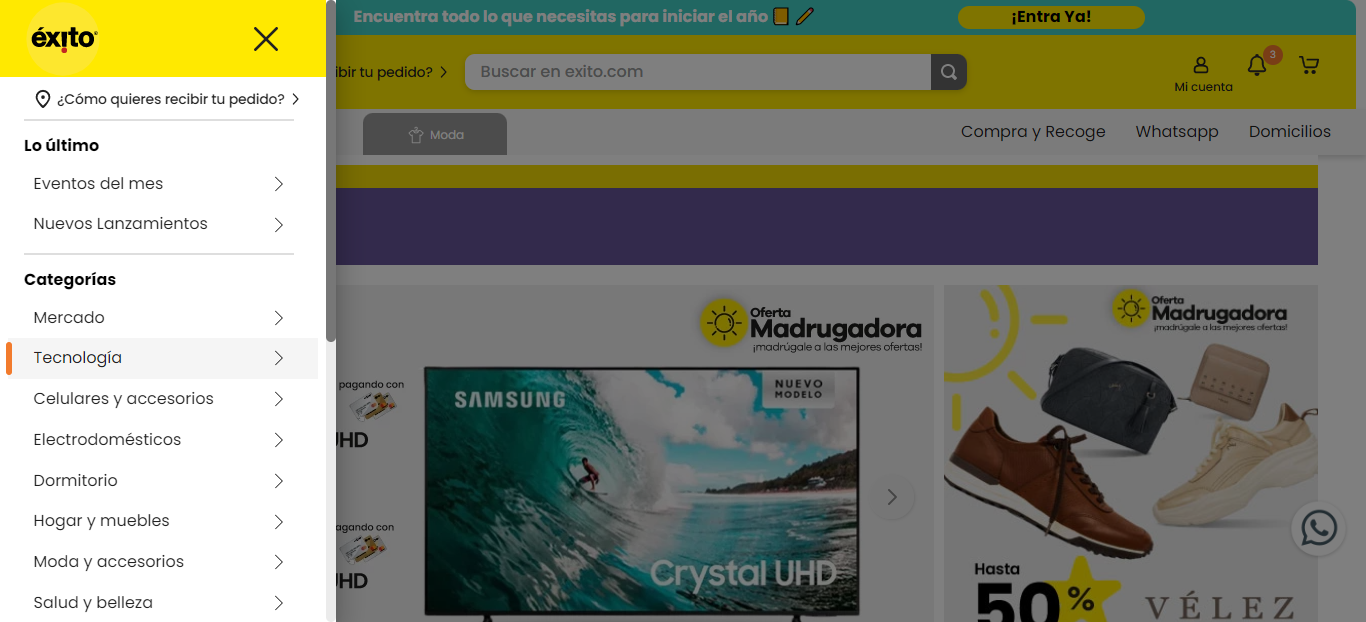 Encuentra todo lo que necesitas para iniciar el año
¡Entra Ya!
éxito
ibir tu pedido?
Buscar en exito.com
3
Mi cuenta
¿Cómo quieres recibir tu pedido?
Moda
Compra y Recoge
Whatsapp
Domicilios
Lo último
Eventos del mes
Nuevos Lanzamientos
Categorías
Mercado
Tecnología
Celulares y accesorios
Electrodomésticos
Dormitorio
Hogar y muebles
Moda y accesorios
Salud y belleza
Oferta
Madrugadora
¡madrúgale a las mejores ofertas!
pagando con
UHD
SAMSUNG
NUEVO
MODELO
pagando con
UHD
Crystal UHD
Oferta
Madrugadora
¡madrúgale a las mejores ofertas!
Hasta
50%
VÉLEZ